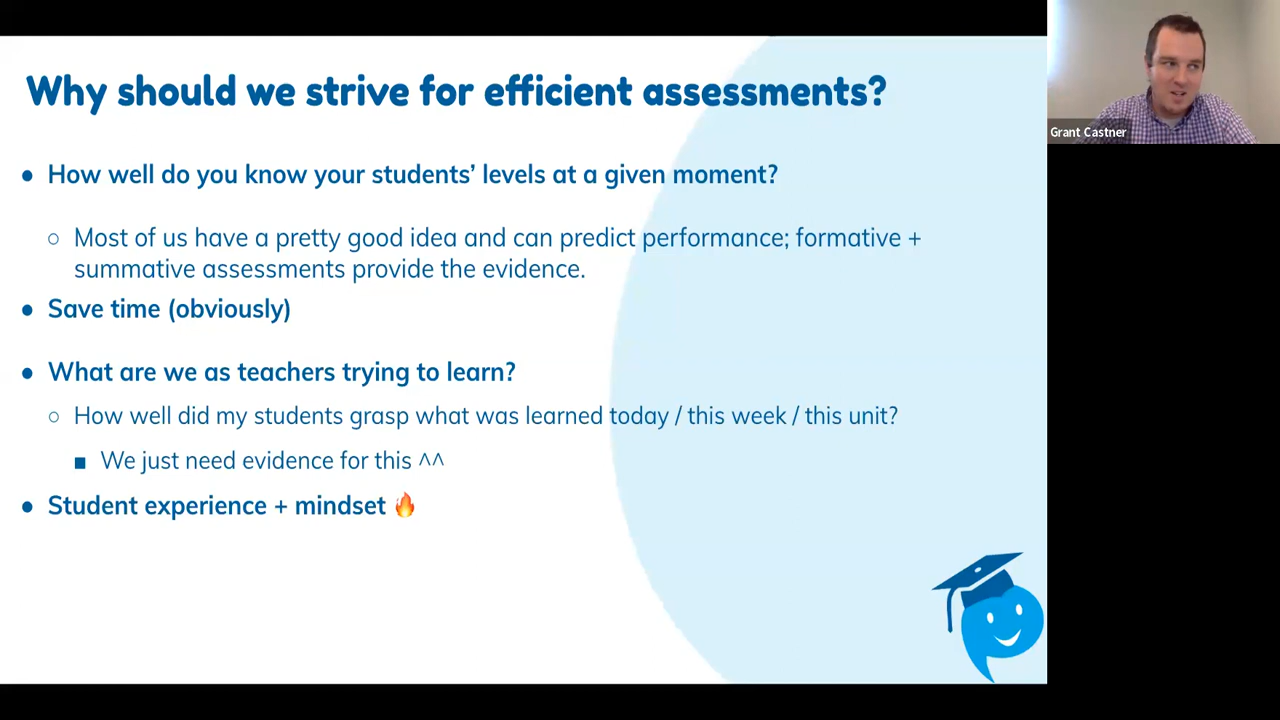 Why should we strive for efficient assessments?
● How well do you know your students’ levels at a given moment?
○ Most of us have a pretty good idea and can predict performance; formative +
summative assessments provide the evidence.
● Save time (obviously)
● What are we as teachers trying to learn?
○ How well did my students grasp what was learned today / this week / this unit?
■ We just need evidence for this ^^
● Student experience + mindset 🔥
Grant Castner